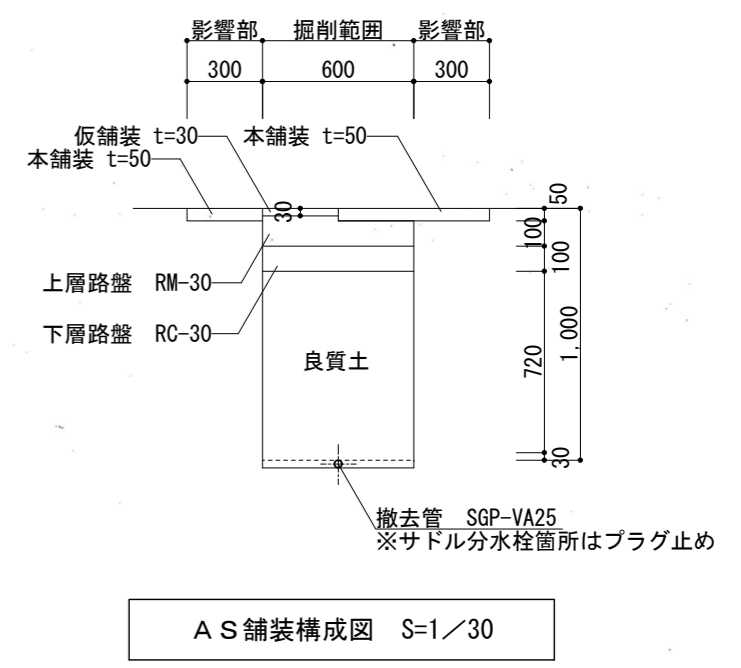 影響部 掘削範囲 影響部
300 600 300
仮舗装 t=30 本舗装 t=50
本舗装 t=50
30
50
100
100
上層路盤 RM-30
下層路盤 RC-30
良質土
720
1,000
30
撤去管 SGP-VA25
※サドル分水栓箇所はプラグ止め
AS舗装構成図 S=1/30